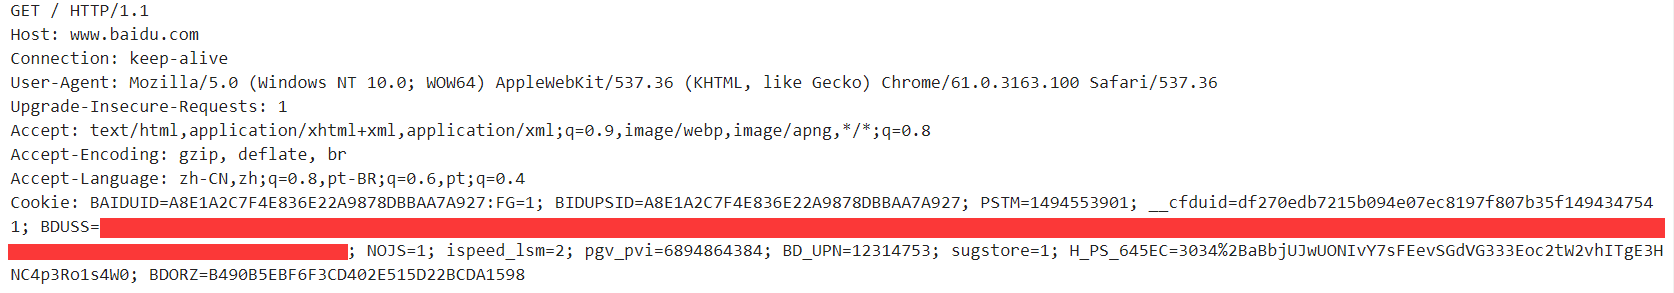 GET / HTTP/1.1
Host: www.baidu.com
Connection: keep-alive
User-Agent: Mozilla/5.0 (Windows NT 10.0; WOW64) AppleWebKit/537.36 (KHTML, like Gecko) Chrome/61.0.3163.100 Safari/537.36
Upgrade-Insecure-Requests: 1
Accept: text/html,application/xhtml+xml,application/xml;q=0.9,image/webp,image/apng,*/*;q=0.8
Accept-Encoding: gzip, deflate, br
Accept-Language: zh-CN,zh;q=0.8,pt-BR;q=0.6,pt;q=0.4
Cookie: BAIDUID=A8E1A2C7F4E836E22A9878DBBAA7A927:FG=1; BIDUPSID=A8E1A2C7F4E836E22A9878DBBAA7A927; PSTM=1494553901; __cfduid=df270edb7215b094e07ec8197f807b35f149434754
1; BDUSS=
; NOJS=1; ispeed_lsm=2; pgv_pvi=6894864384; BD_UPN=12314753; sugstore=1; H_PS_645EC=3034%2BaBbjUJwUONIvY7sFEevSGdVG333Eoc2tW2vhITgE3H
NC4p3Ro1s4W0; BDORZ=B490B5EBF6F3CD402E515D22BCDA1598